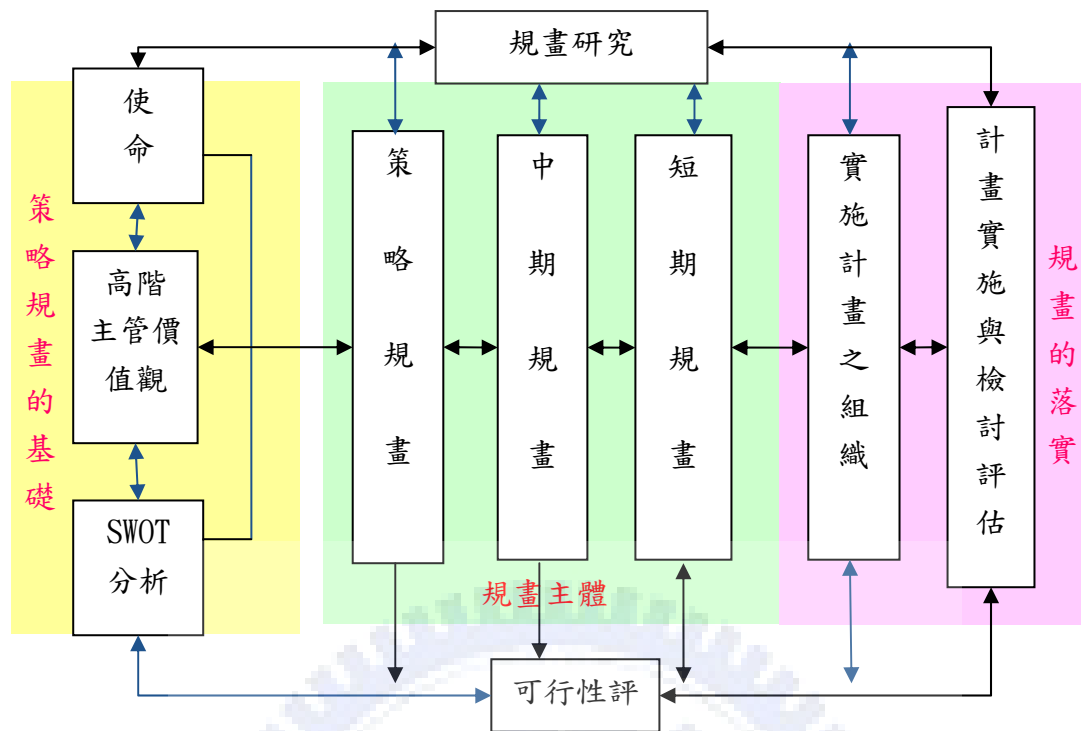 規畫研究
使
命
高階
主管價
值觀
SWOT
分析
策略規畫的基礎
策略規畫
中期規畫
短期規畫
規畫主體
實施計畫之組織
計畫實施與檢討評估
規畫的落實
可行性評